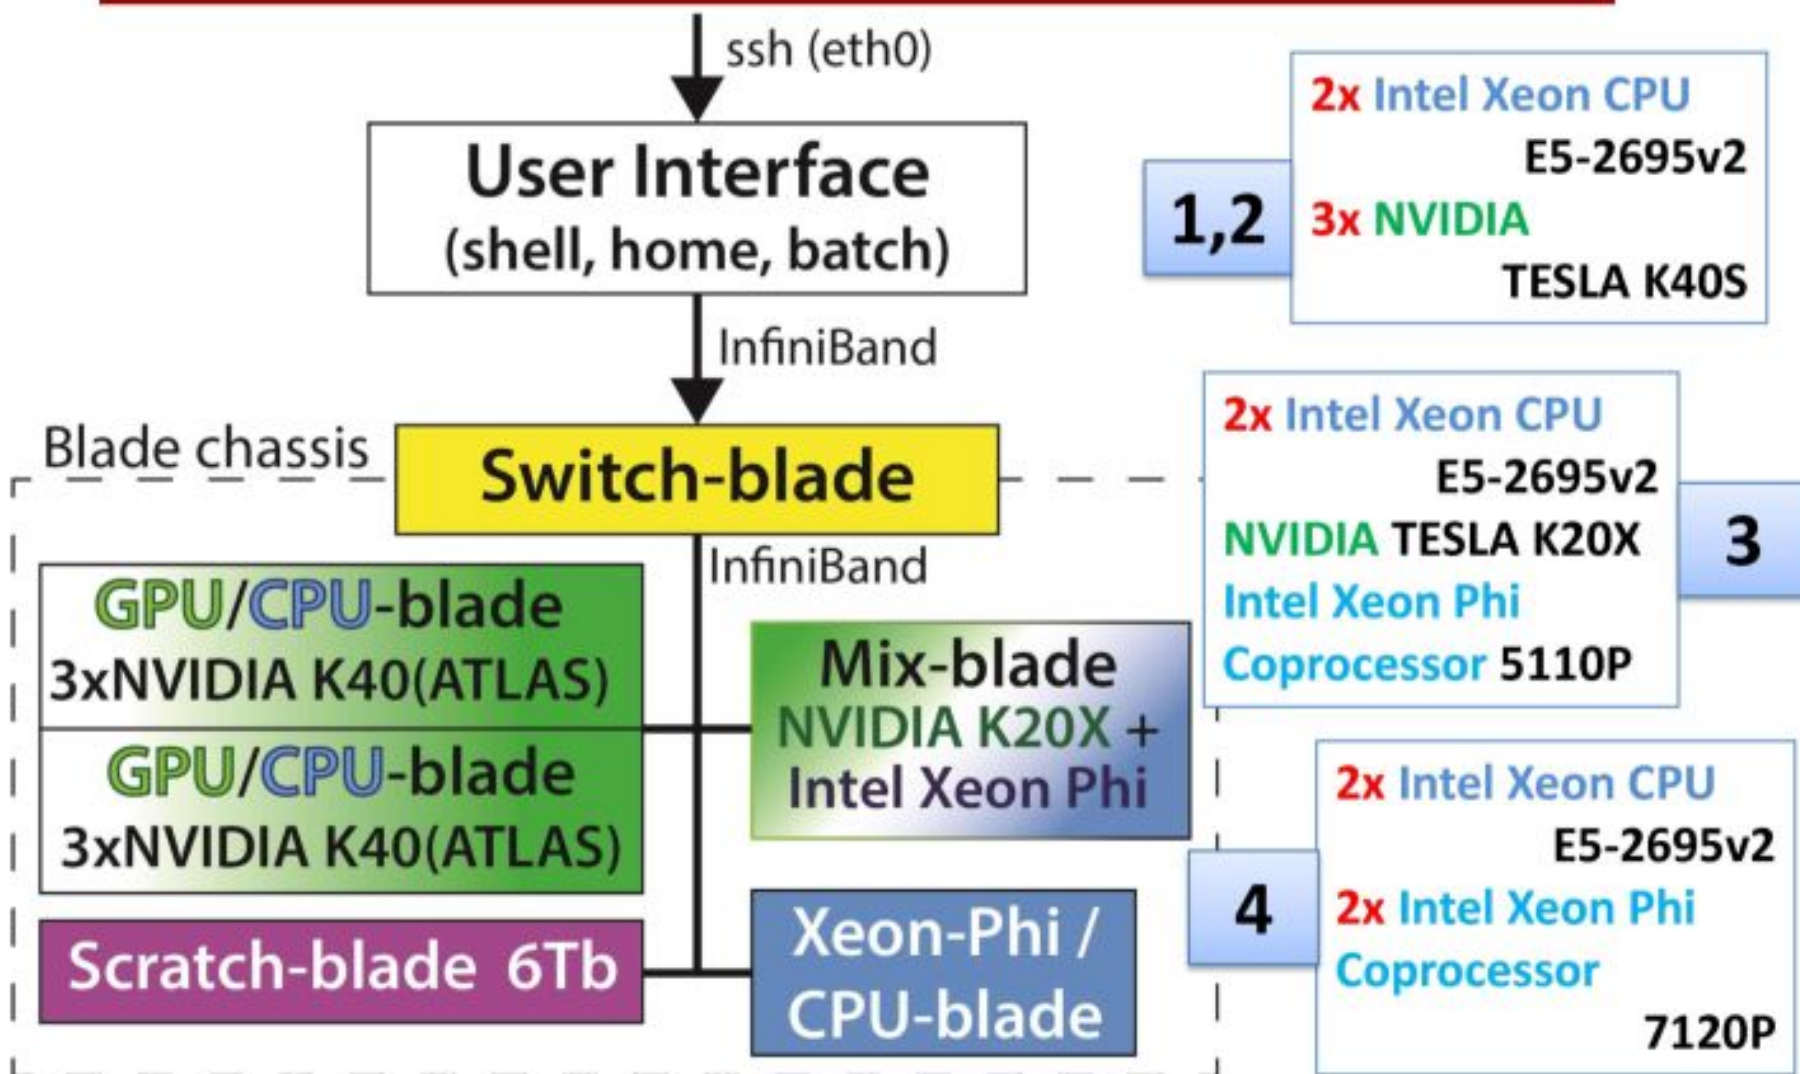 ssh (eth0)
User Interface
(shell, home, batch)
InfiniBand
Blade chassis
Switch-blade
InfiniBand
GPU/CPU-blade
3xNVIDIA K40(ATLAS)
GPU/CPU-blade
3xNVIDIA K40(ATLAS)
Scratch-blade 6Tb
Mix-blade
NVIDIA K20X +
Intel Xeon Phi
Xeon-Phi /
CPU-blade
1,2
2x Intel Xeon CPU
E5-2695v2
3x NVIDIA
TESLA K40S
2x Intel Xeon CPU
E5-2695v2
NVIDIA TESLA K20X
Intel Xeon Phi
Coprocessor 5110P
3
4
2x Intel Xeon CPU
E5-2695v2
2x Intel Xeon Phi
Coprocessor
7120P